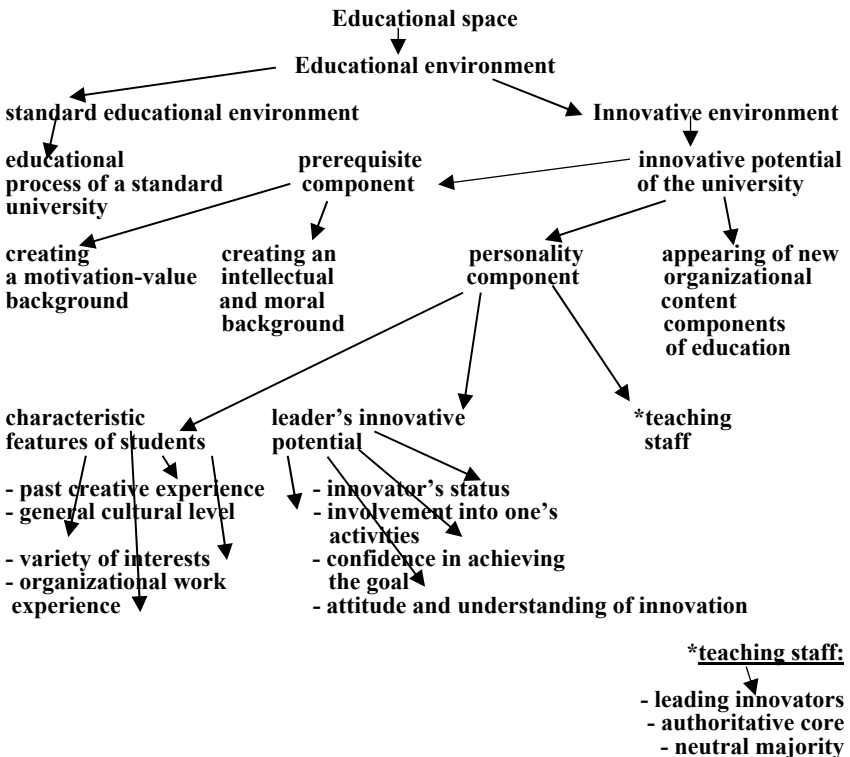 Educational space
Educational environment
standard educational environment
Innovative environment
educational
process of a standard
university
prerequisite
component
innovative potential
of the university
creating
a motivation-value
background
creating an
intellectual
and moral
background
personality
component
appearing of new
organizational
content
components
of education
characteristic
features of students
leader's innovative
potential
*teaching
staff
- past creative experience
- general cultural level
- variety of interests
- organizational work
experience
- innovator's status
- involvement into one's
activities
- confidence in achieving
the goal
- attitude and understanding of innovation
*teaching staff:
- leading innovators
- authoritative core
- neutral majority